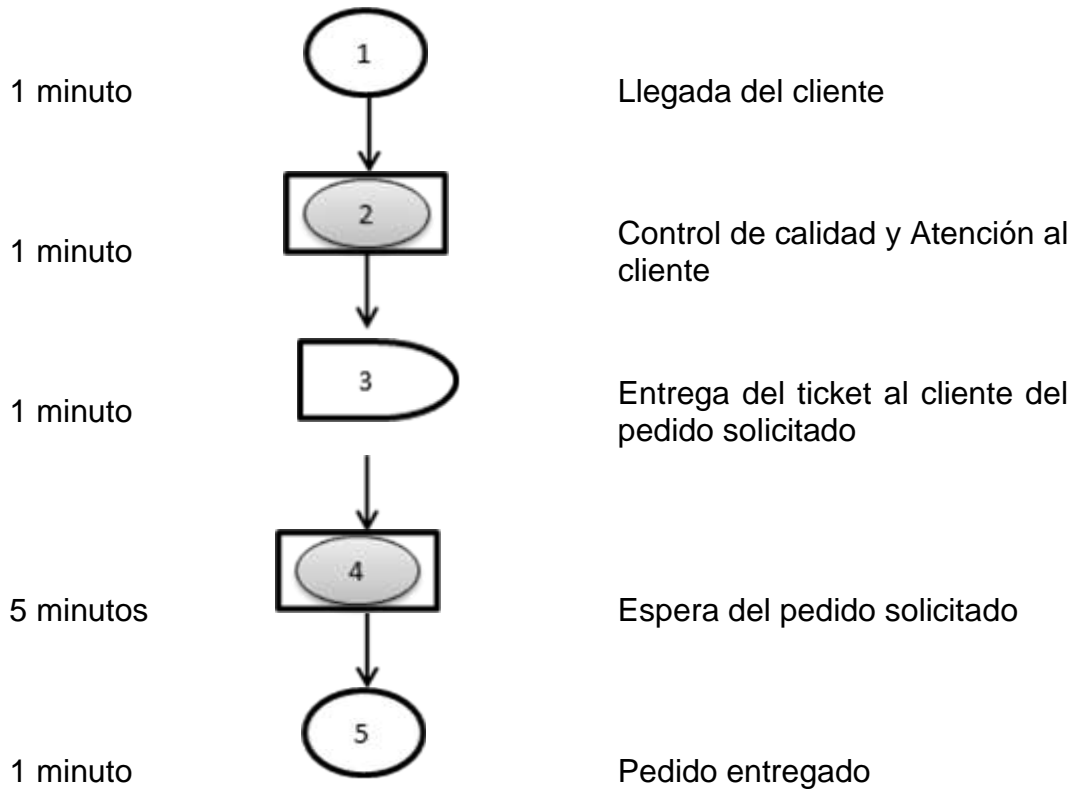 1
1 minuto
Llegada del cliente
2
1 minuto
Control de calidad y Atención al
cliente
3
1 minuto
Entrega del ticket al cliente del
pedido solicitado
4
5 minutos
Espera del pedido solicitado
5
1 minuto
Pedido entregado